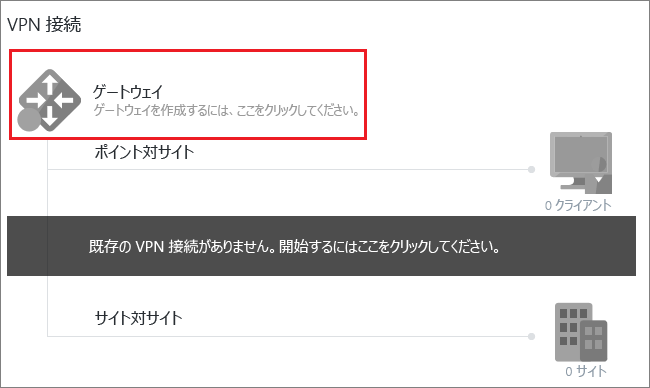 VPN 接続
ゲートウェイ
ゲートウェイを作成するには、ここをクリックしてください。
ポイント対サイト
0 クライアント
既存の VPN 接続がありません。開始するにはここをクリックしてください。
サイト対サイト
0 サイト